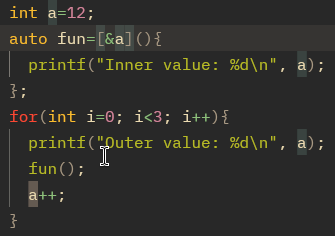 int a=12;
auto fun=[&a](){
printf("Inner value: %d\n", a);
};
for(int i=0; i<3; i++){
printf("Outer value: %d\n", a);
fun();
a++;
}